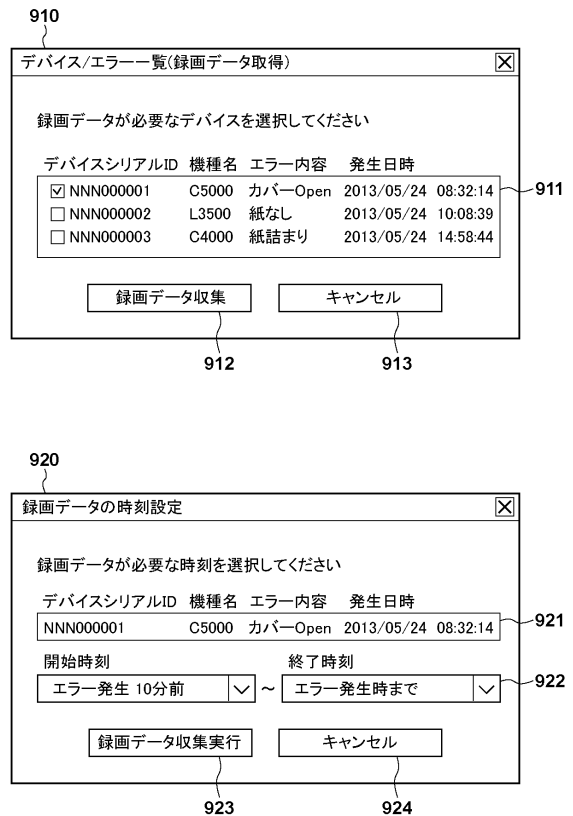 910
デバイス/エラー一覧(録画データ取得)
録画データが必要なデバイスを選択してください
デバイスシリアルID 機種名 エラー内容 発生日時
NNN000001 C5000 カバーOpen 2013/05/24 08:32:14 911
NNN000002 L3500 紙なし 2013/05/24 10:08:39
NNN000003 C4000 紙詰まり 2013/05/24 14:58:44
録画データ収集 キャンセル
912 913
920
録画データの時刻設定
録画データが必要な時刻を選択してください
デバイスシリアルID 機種名 エラー内容 発生日時
NNN000001 C5000 カバーOpen 2013/05/24 08:32:14 921
開始時刻 終了時刻
エラー発生 10分前 ~ エラー発生時まで 922
録画データ収集実行 キャンセル
923 924